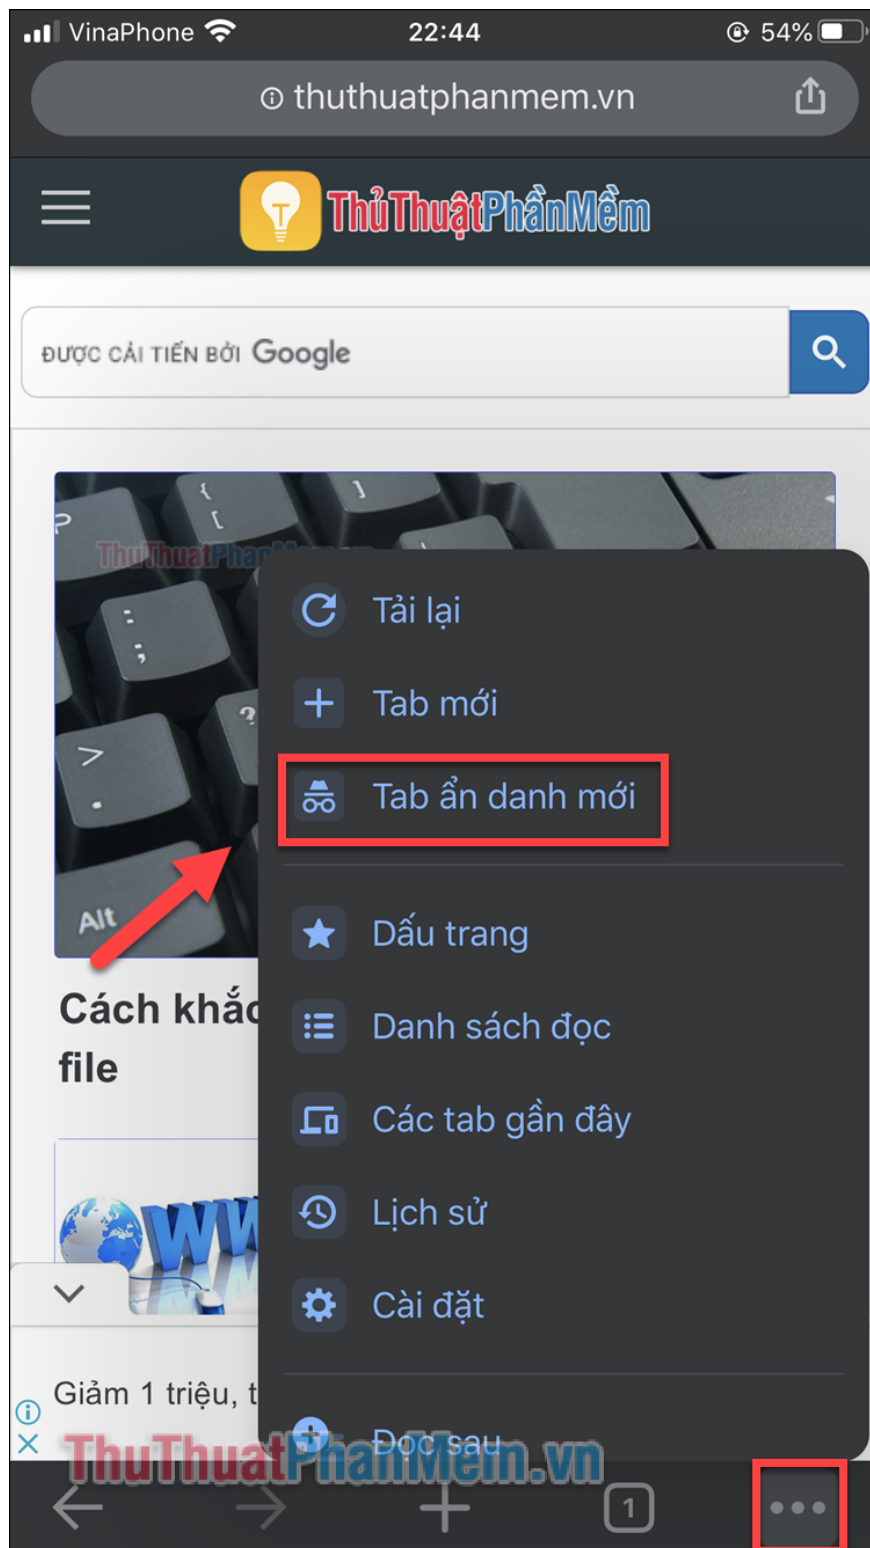 VinaPhone 22:44 54%
thuthuatphanmem.vn
T ThủThuậtPhầnMềm
ĐƯỢC CẢI TIẾN BỞI Google
{
[
]
P
:
;
?
>
.
Alt
Tải lại
Tab mới
Tab ẩn danh mới
Dấu trang
Danh sách đọc
Các tab gần đây
Lịch sử
Cài đặt
Đọc sau
Cách khắc
file
Giảm 1 triệu, t
ThuThuatPhanMem.vn
1